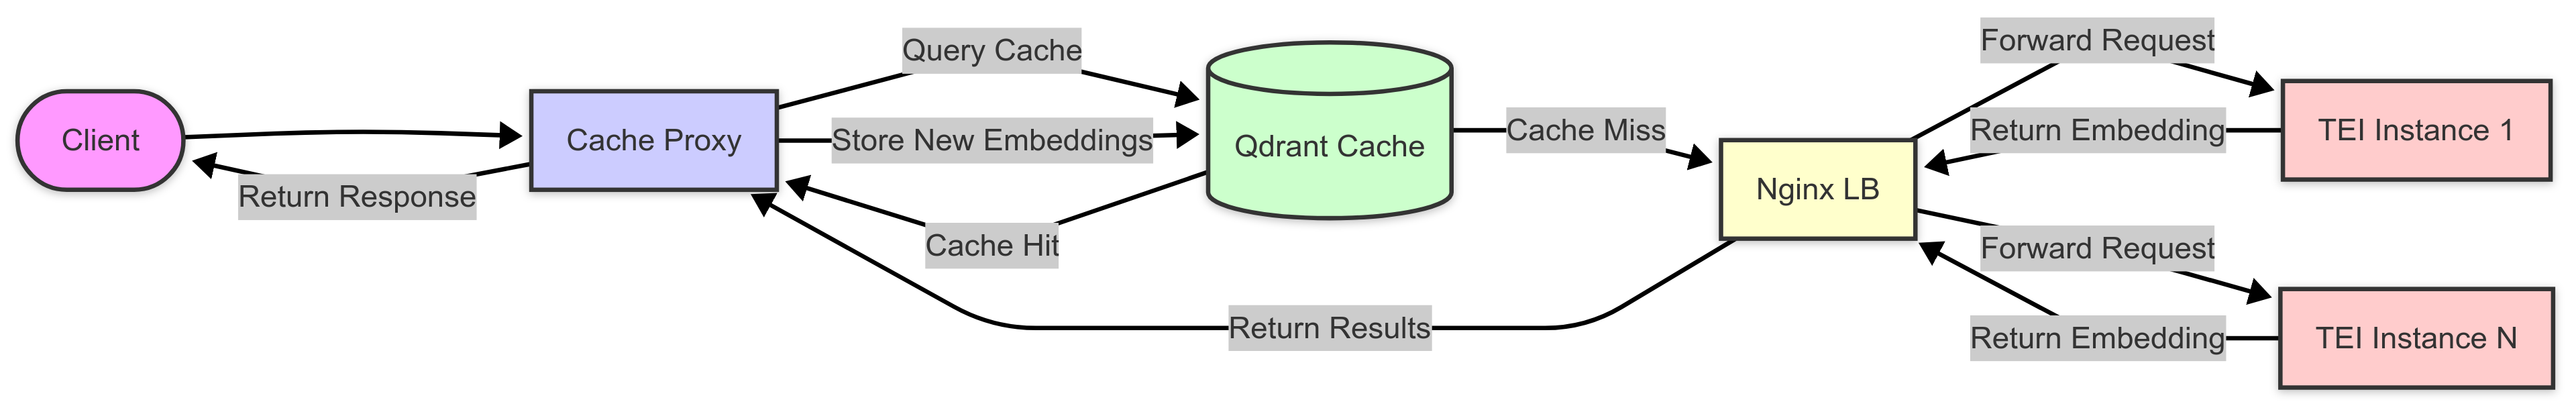 Client
Return Response
Cache Proxy
Query Cache
Store New Embeddings
Cache Hit
Qdrant Cache
Cache Miss
Return Results
Nginx LB
Forward Request
Return Embedding
Forward Request
Return Embedding
TEI Instance 1
TEI Instance N